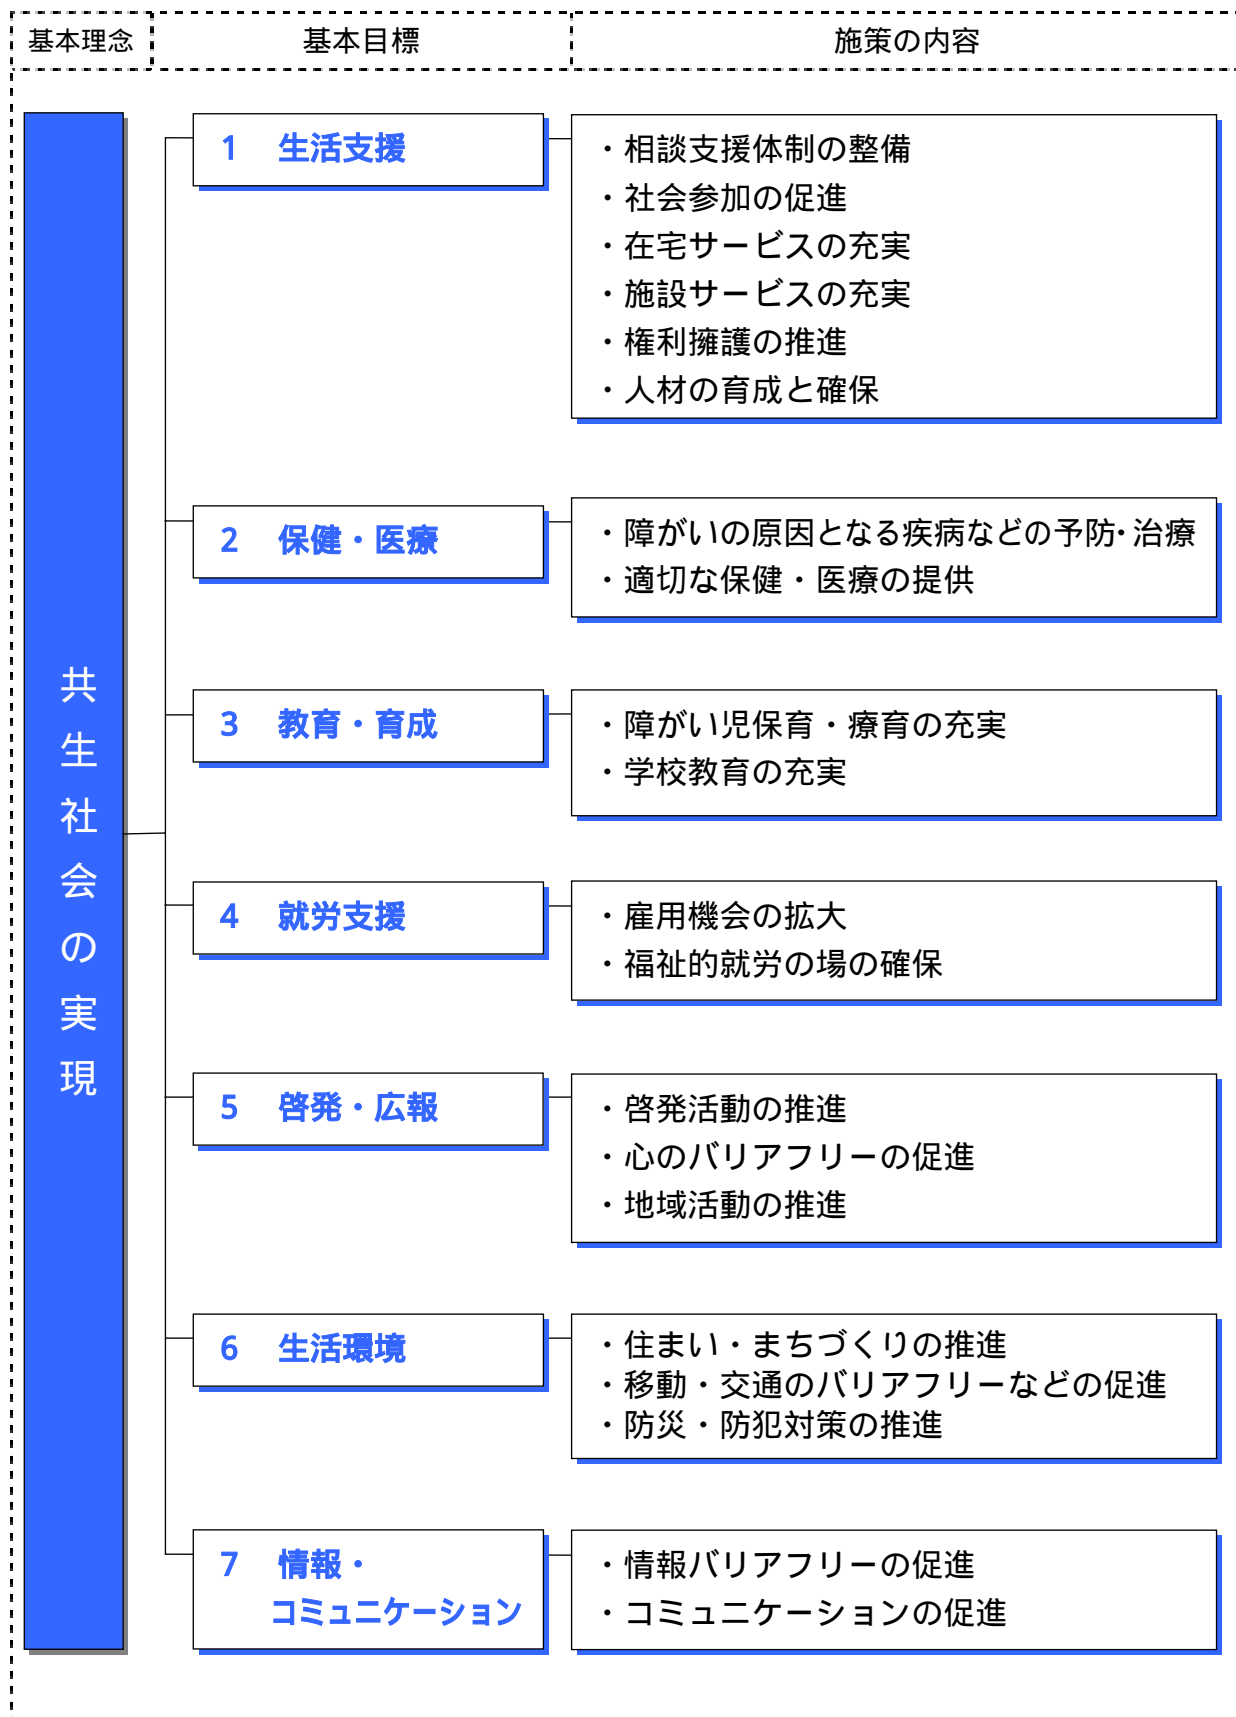 基本理念
基本目標
施策の内容
共生社会の実現
1 生活支援
・相談支援体制の整備
・社会参加の促進
・在宅サービスの充実
・施設サービスの充実
・権利擁護の推進
・人材の育成と確保
2 保健・医療
・障がいの原因となる疾病などの予防・治療
・適切な保健・医療の提供
3 教育・育成
・障がい児保育・療育の充実
・学校教育の充実
4 就労支援
・雇用機会の拡大
・福祉的就労の場の確保
5 啓発・広報
・啓発活動の推進
・心のバリアフリーの促進
・地域活動の推進
6 生活環境
・住まい・まちづくりの推進
・移動・交通のバリアフリーなどの促進
・防災・防犯対策の推進
7 情報・
コミュニケーション
・情報バリアフリーの促進
・コミュニケーションの促進